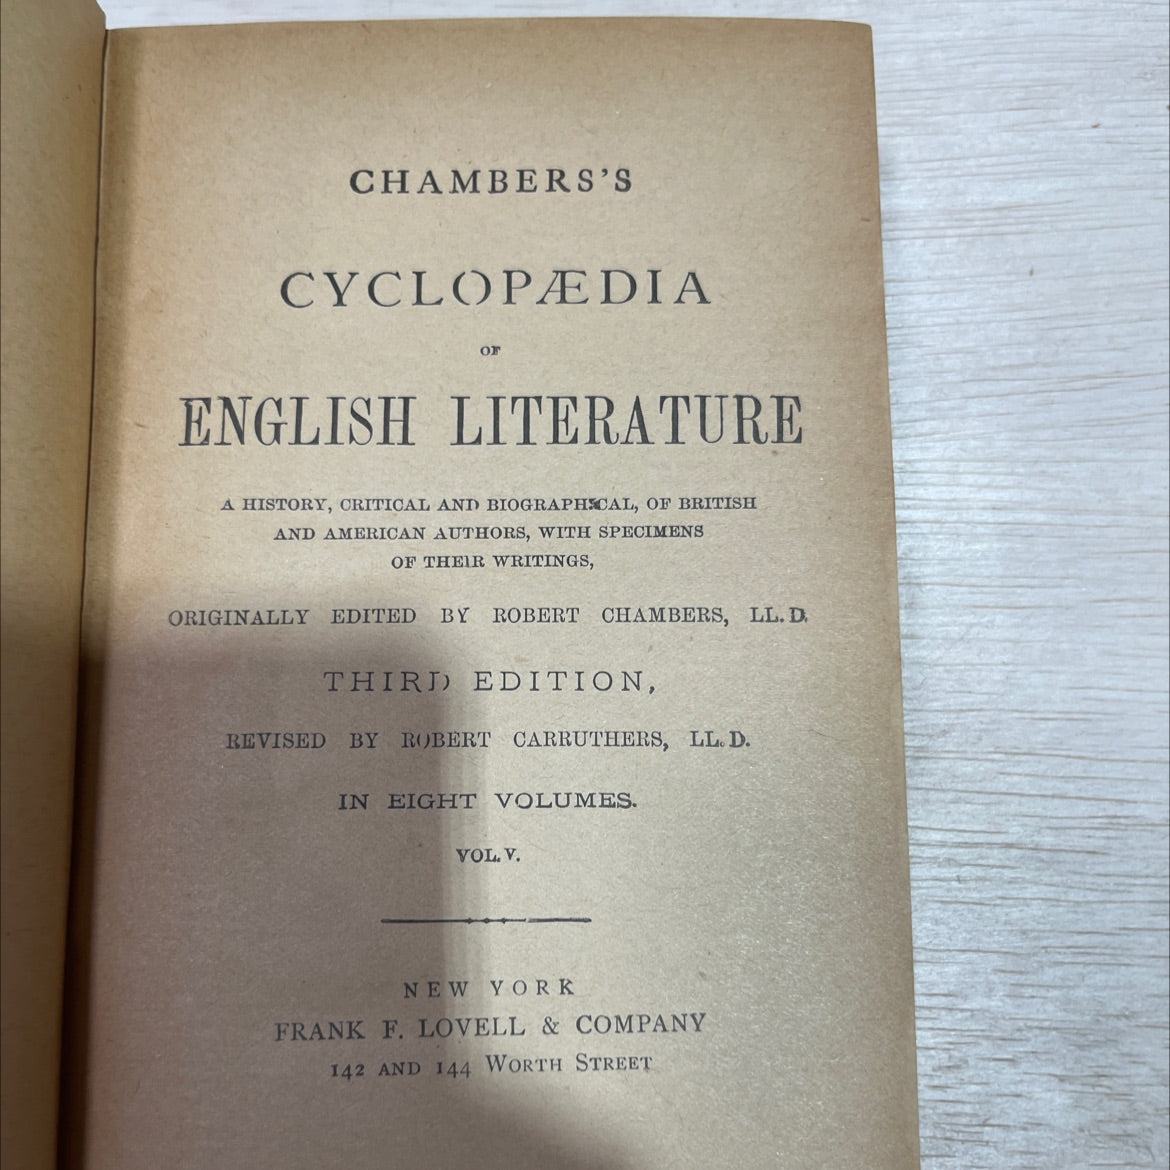 CHAMBERS'S
CYCLOPÆDIA
OF
ENGLISH LITERATURE
A HISTORY, CRITICAL AND BIOGRAPHICAL, OF BRITISH
AND AMERICAN AUTHORS, WITH SPECIMENS
OF THEIR WRITINGS,
ORIGINALLY EDITED BY ROBERT CHAMBERS, LL. D.
THIRD EDITION,
REVISED BY ROBERT CARRUTHERS, LL. D.
IN EIGHT VOLUMES.
VOL. V.
NEW YORK
FRANK F. LOVELL & COMPANY
142 AND 144 WORTH STREET